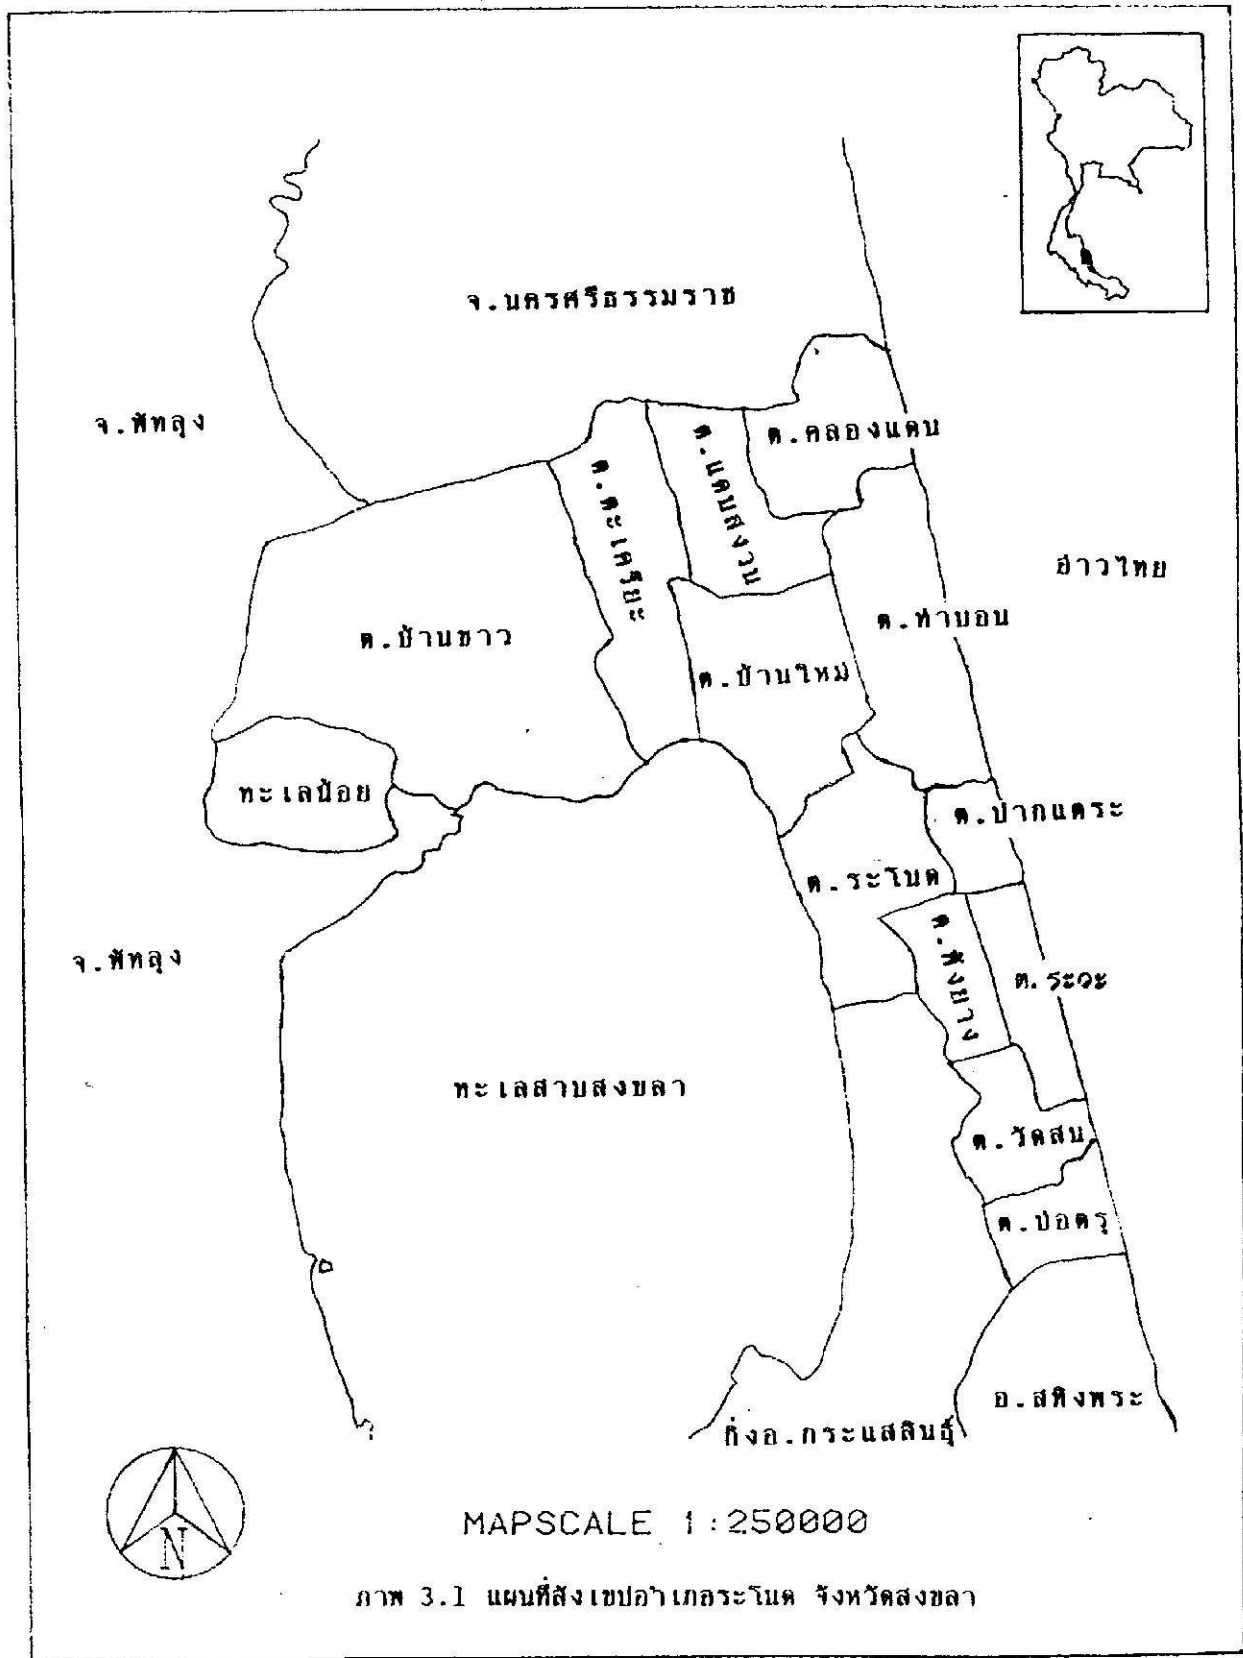 จ.นครศรีธรรมราช
จ.พัทลุง
ต.คลองแดน
ต.แดนสงวน
ต.ตะเครียะ
อ่าวไทย
ต.ท่าบอน
ต.บ้านขาว
ต.บ้านใหม่
ทะเลน้อย
ต.ปากแตระ
ต.ระโนด
ต.พังยาง
จ.พัทลุง
ต.ระวะ
ทะเลสาบสงขลา
ต.วัดสน
ต.บ่อตรุ
อ.สทิงพระ
กิ่งอ.กระแสสินธุ์
N
MAPSCALE 1:250000
ภาพ 3.1 แผนที่สังเขปอำเภอระโนด จังหวัดสงขลา